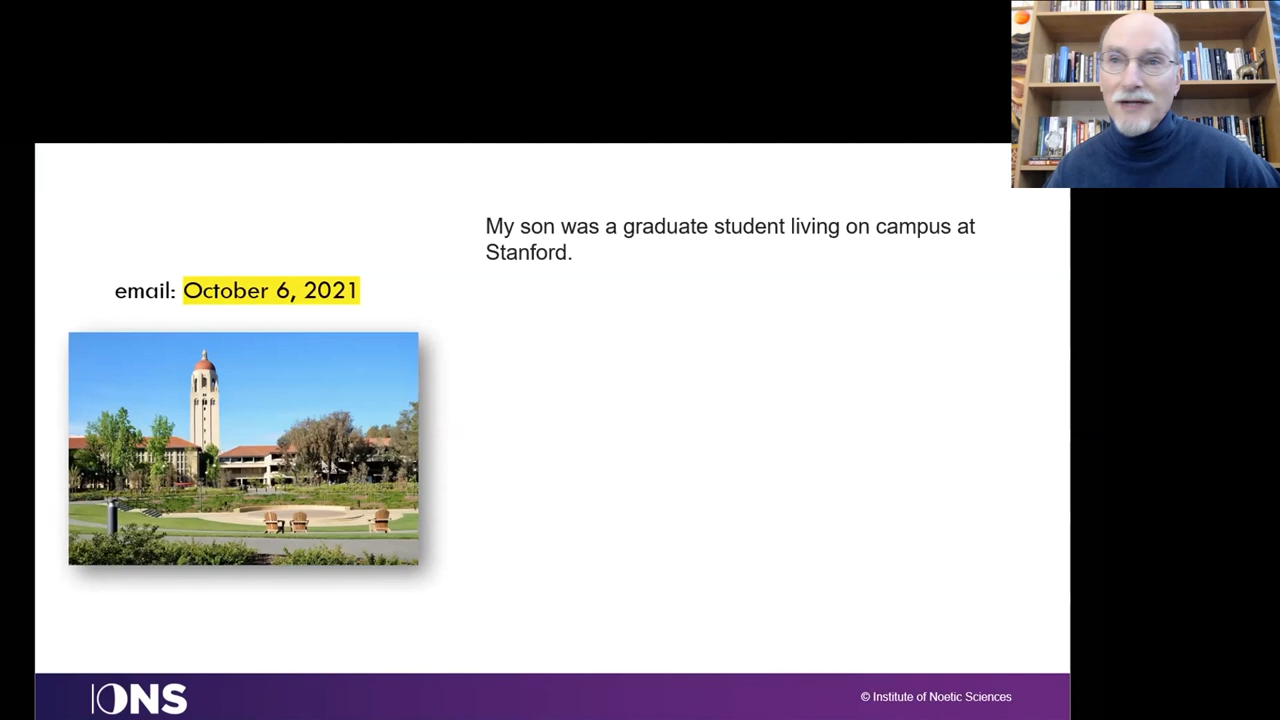 My son was a graduate student living on campus at
Stanford.
email: October 6, 2021
IONS
© Institute of Noetic Sciences